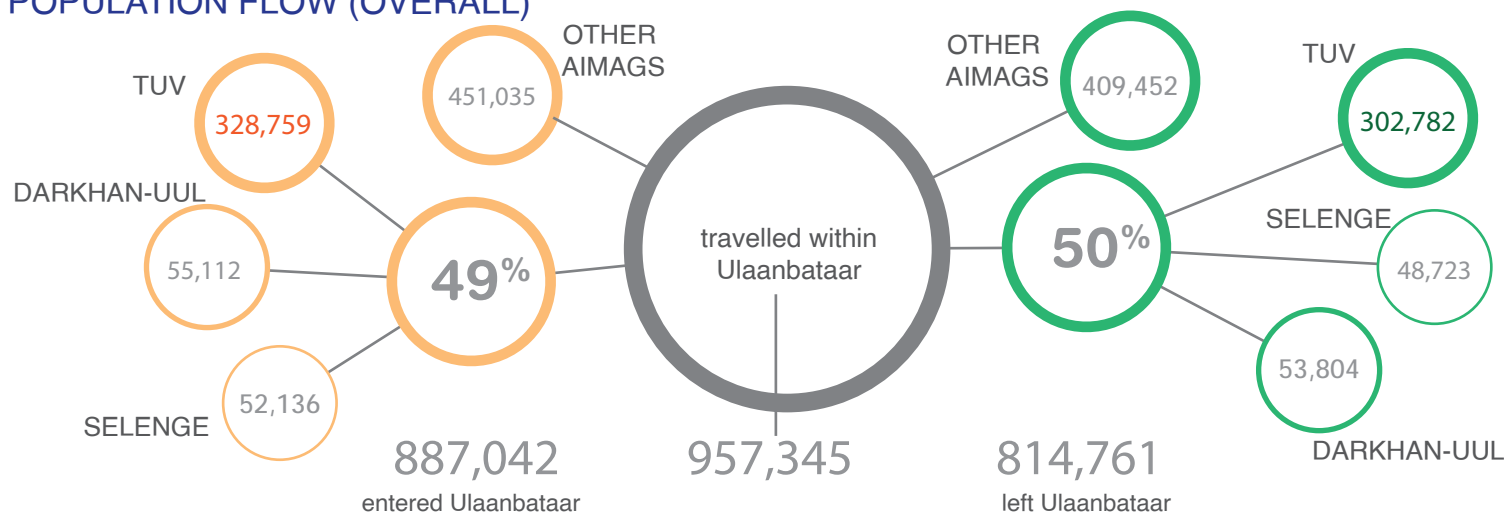 POPULATION FLOW (OVERALL)
TUV
328,759
OTHER
AIMAGS
451,035
DARKHAN-UUL
55,112
49%
SELENGE
52,136
887,042
entered Ulaanbataar
travelled within
Ulaanbataar
957,345
OTHER
AIMAGS
409,452
TUV
302,782
50%
SELENGE
48,723
53,804
DARKHAN-UUL
814,761
left Ulaanbataar